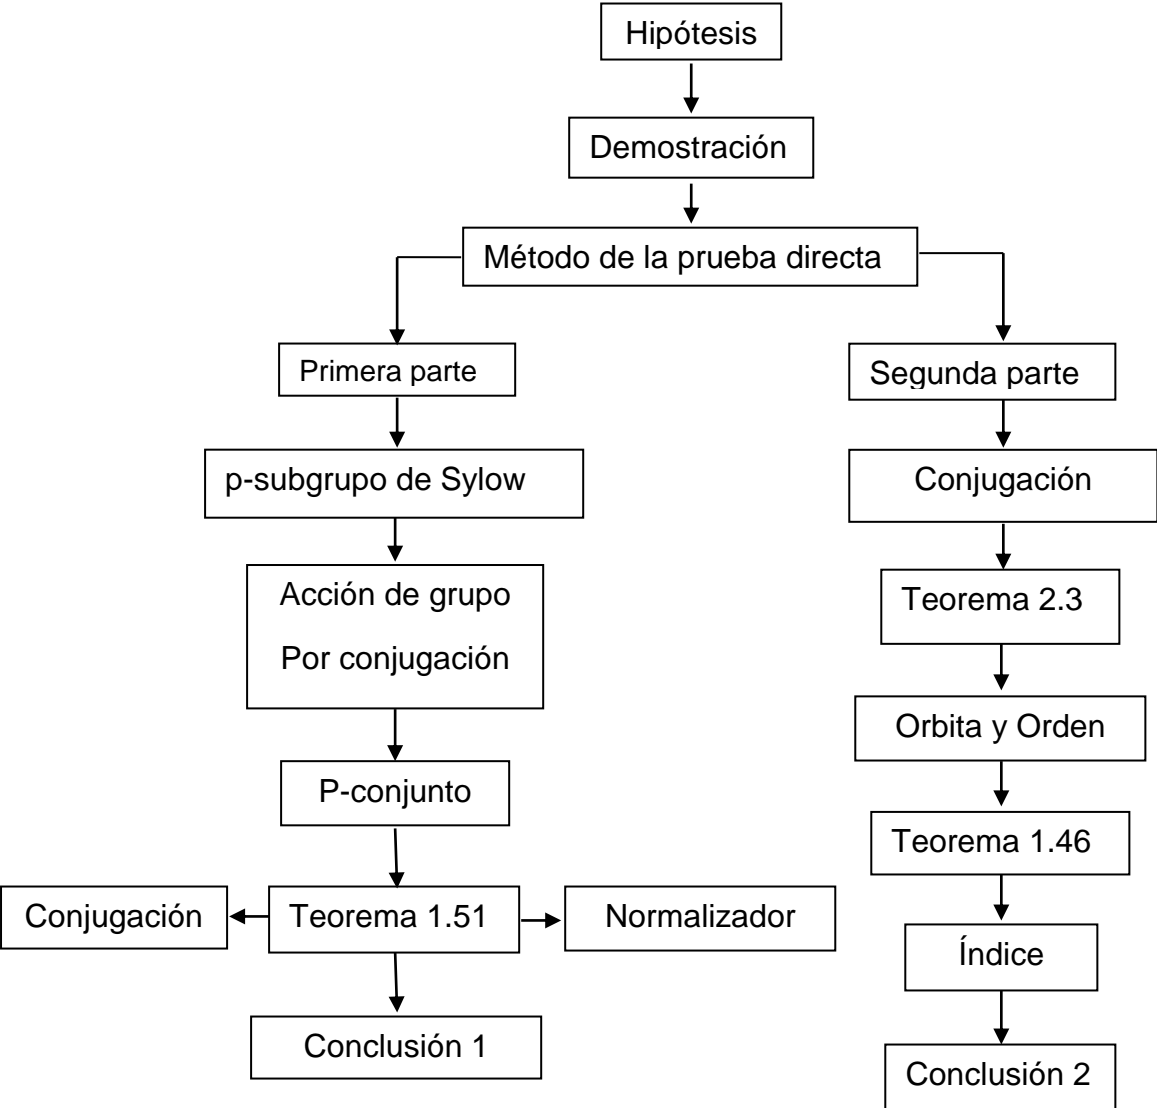 Hipótesis
Demostración
Método de la prueba directa
Primera parte
Segunda parte
p-subgrupo de Sylow
Conjugación
Acción de grupo
Por conjugación
Teorema 2.3
Orbita y Orden
P-conjunto
Teorema 1.46
Conjugación
Teorema 1.51
Normalizador
Índice
Conclusión 1
Conclusión 2